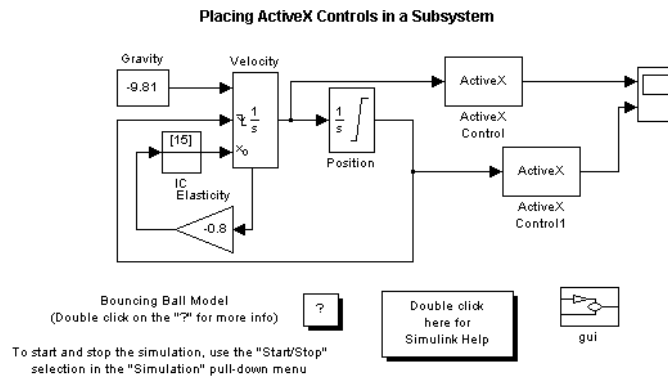 Placing ActiveX Controls in a Subsystem
Gravity
Velocity
-9.81
1
s
x₀
[15]
IC
Elasticity
-0.8
1
s
Position
ActiveX
ActiveX
Control
ActiveX
ActiveX
Control1
Bouncing Ball Model
(Double click on the "?" for more info)
?
Double click
here for
Simulink Help
gui
To start and stop the simulation, use the "Start/Stop"
selection in the "Simulation" pull-down menu